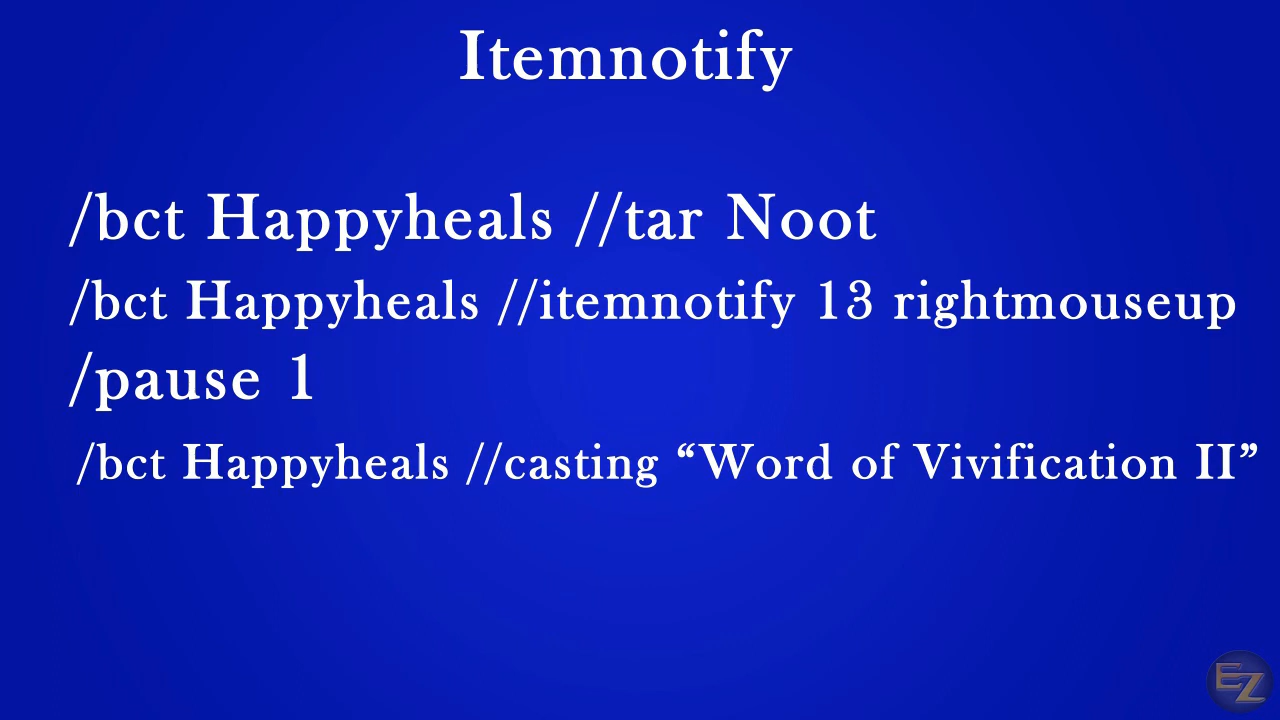 Itemnotify
/bct Happyheals //tar Noot
/bct Happyheals //itemnotify 13 rightmouseup
/pause 1
/bct Happyheals //casting “Word of Vivification II”
EZ